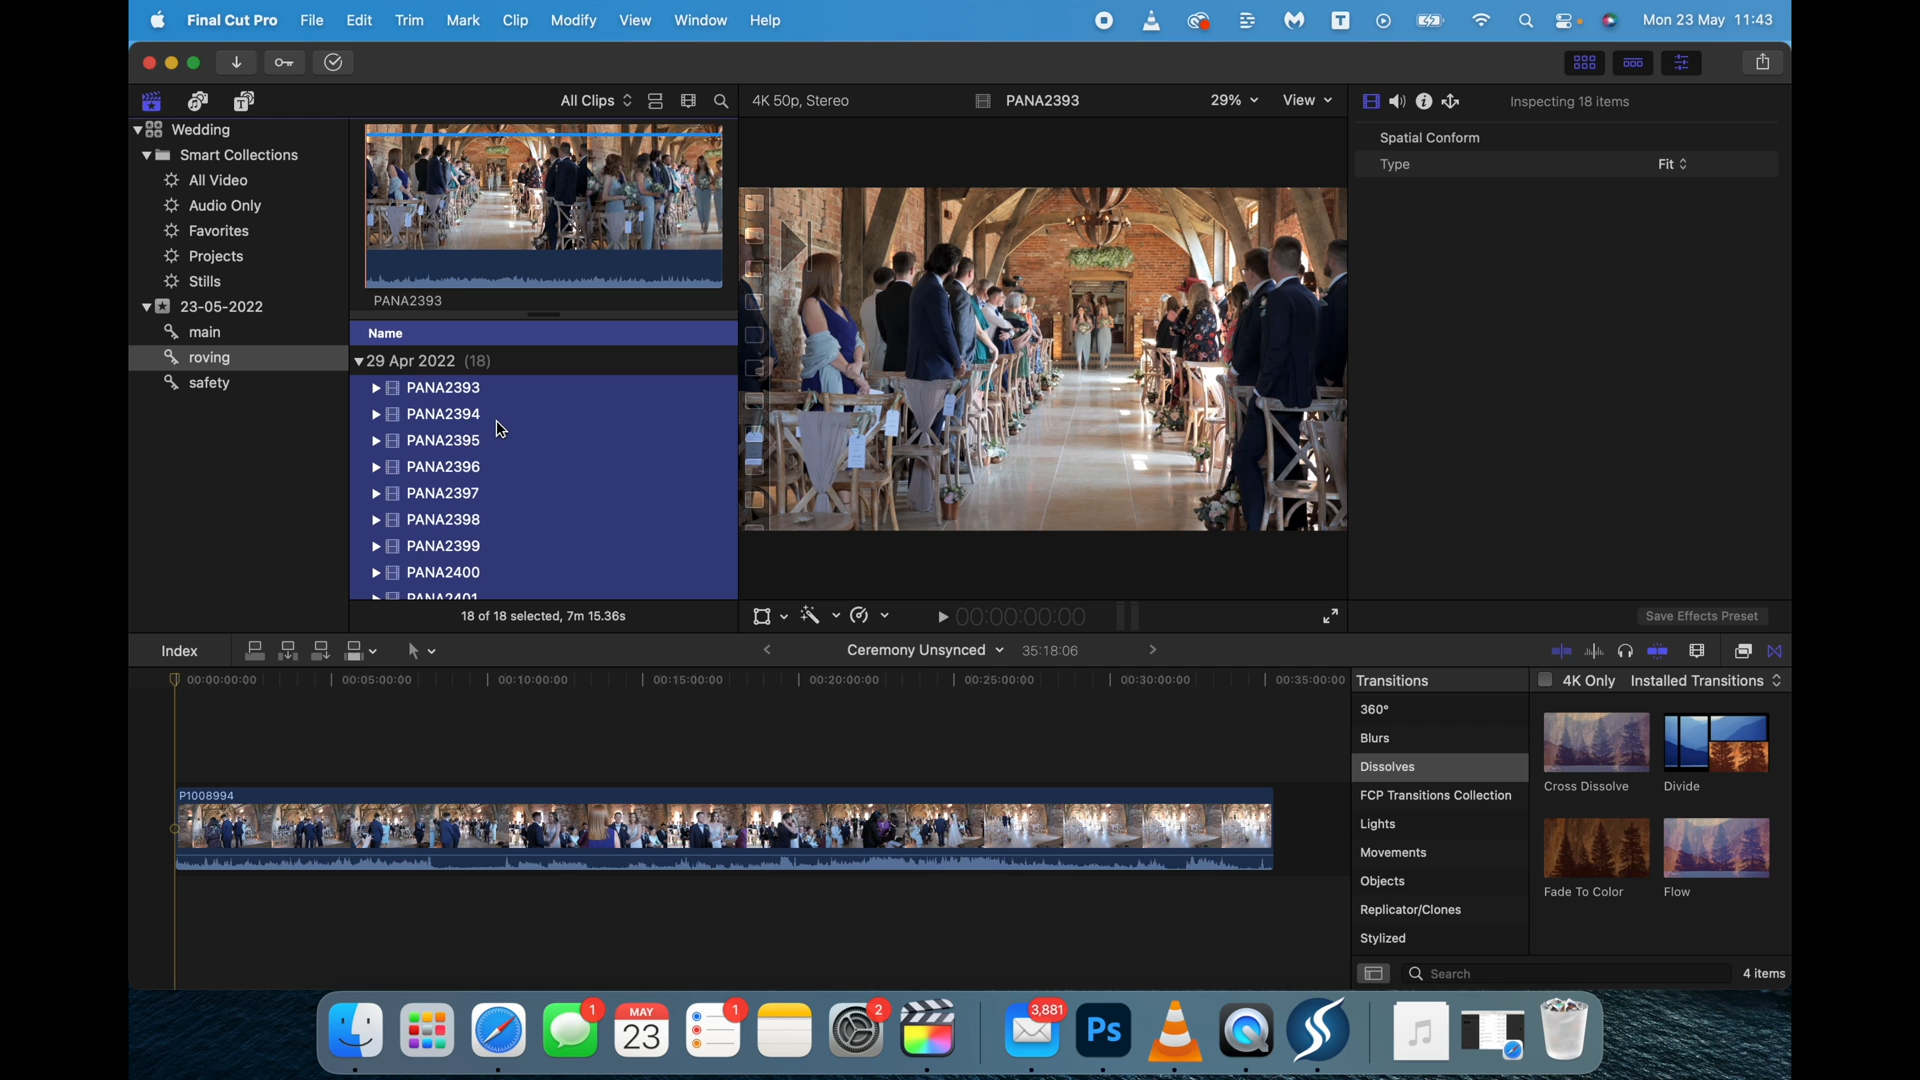 Final Cut Pro File Edit Trim Mark Clip Modify View Window Help
T
Mon 23 May 11:43
All Clips
4K 50p, Stereo
PANA2393
29%
View
Inspecting 18 items
Wedding
Smart Collections
All Video
Audio Only
Favorites
Projects
Stills
23-05-2022
main
roving
safety
PANA2393
Name
29 Apr 2022 (18)
PANA2393
PANA2394
PANA2395
PANA2396
PANA2397
PANA2398
PANA2399
PANA2400
PANA2401
18 of 18 selected, 7m 15.36s
Spatial Conform
Type
Fit
00:00:00:00
Save Effects Preset
Index
Ceremony Unsynced
35:18:06
00:00:00:00
00:05:00:00
00:10:00:00
00:15:00:00
00:20:00:00
00:25:00:00
00:30:00:00
00:35:00:00
P1008994
Transitions
4K Only
Installed Transitions
360°
Blurs
Dissolves
FCP Transitions Collection
Lights
Movements
Objects
Replicator/Clones
Stylized
Cross Dissolve
Divide
Fade To Color
Flow
Search
4 items
1
MAY
23
1
2
3,881
Ps